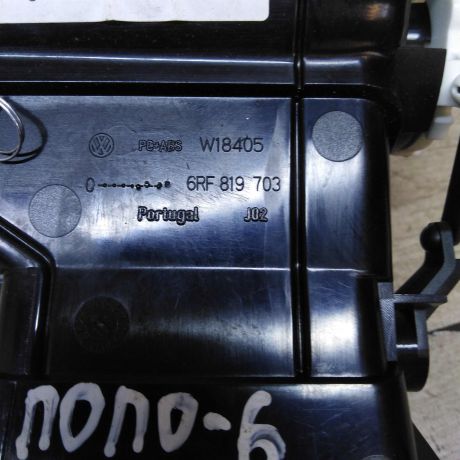 PC+ABS W18405
6RF 819 703
Portugal J02
ПОЛО-6